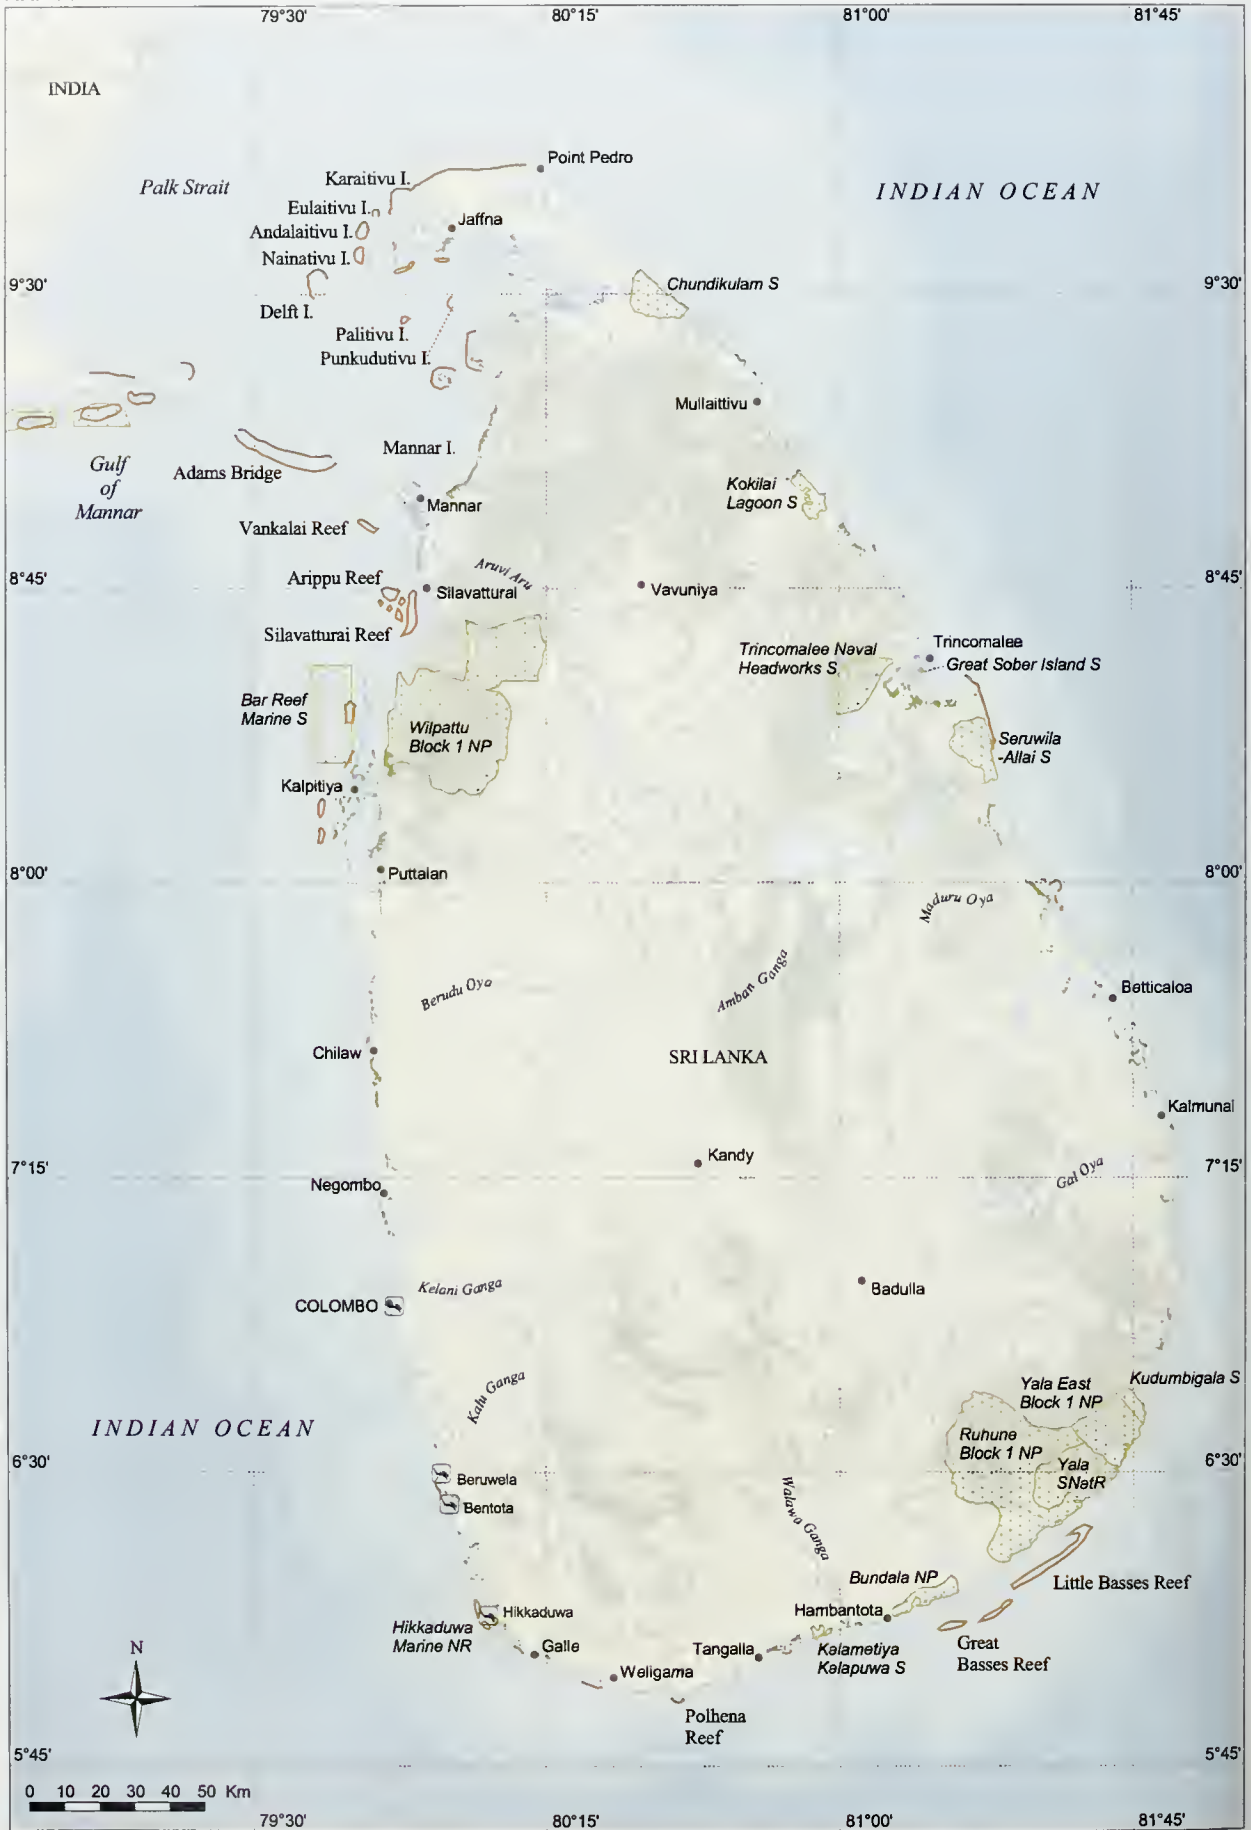 79°30'
80°15'
81°00'
81°45'
INDIA
Point Pedro
Palk Strait
Karaitivu I.
INDIAN OCEAN
Eulaitivu I.
Jaffna
Andalaitivu I.
Nainativu I.
9°30'
Chundikulam S
9°30'
Delft I.
Palitivu I.
Punkudutivu I.
Mullaittivu
Mannar I.
Gulf
of
Mannar
Adams Bridge
Kokilai
Lagoon S
Mannar
Vankalai Reef
8°45'
Arippu Reef
Aruvi Aru
8°45'
Silavatturai
Vavuniya
Silavatturai Reef
Trincomalee Naval
Headworks S
Trincomalee
Great Sober Island S
Bar Reef
Marine S
Wilpattu
Block 1 NP
Seruwila
-Allai S
Kalpitiya
8°00'
Puttalan
8°00'
Maduru Oya
Berudu Oya
Amban Ganga
Batticaloa
Chilaw
SRI LANKA
Kalmunai
Kandy
7°15'
Gal Oya
7°15'
Negombo
Kelani Ganga
Badulla
COLOMBO
Kalu Ganga
Yala East
Block 1 NP
Kudumbigala S
INDIAN OCEAN
Ruhune
Block 1 NP
6°30'
Beruwela
Yala
SNatR
6°30'
Bentota
Walawe Ganga
Bundala NP
Little Basses Reef
Hikkaduwa
Hambantota
Hikkaduwa
Marine NR
Galle
Tangalla
Kalametiya
Kalapuwa S
Great
Basses Reef
N
Weligama
Polhena
Reef
5°45'
5°45'
0 10 20 30 40 50 Km
79°30'
80°15'
81°00'
81°45'